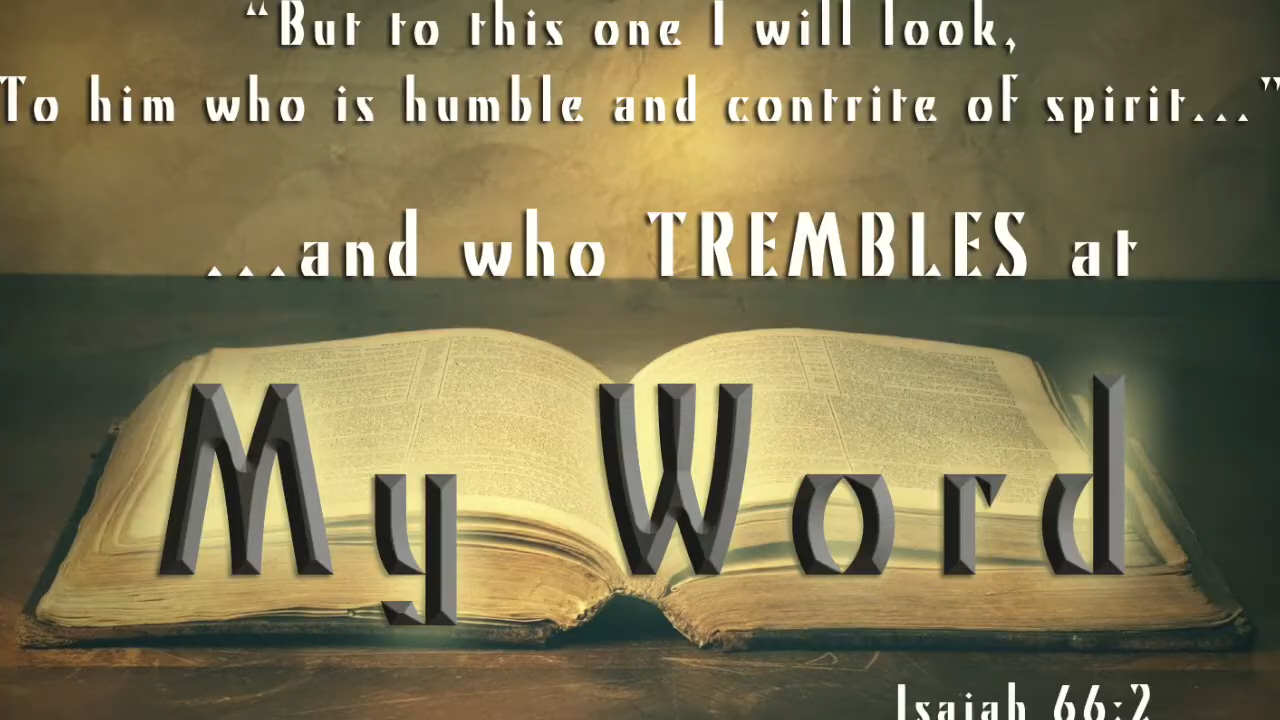 “But to this one I will look,
To him who is humble and contrite of spirit...”
...and who TREMBLES at
My Word
Isaiah 66:2